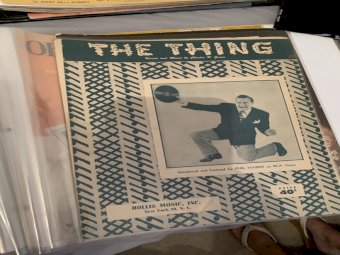 THE THING
Words and Music by Charles R. Grean
Introduced and Featured by PHIL HARRIS on RCA Victor
PRICE
40¢
HOLLIS MUSIC, INC.
New York 19, N. Y.